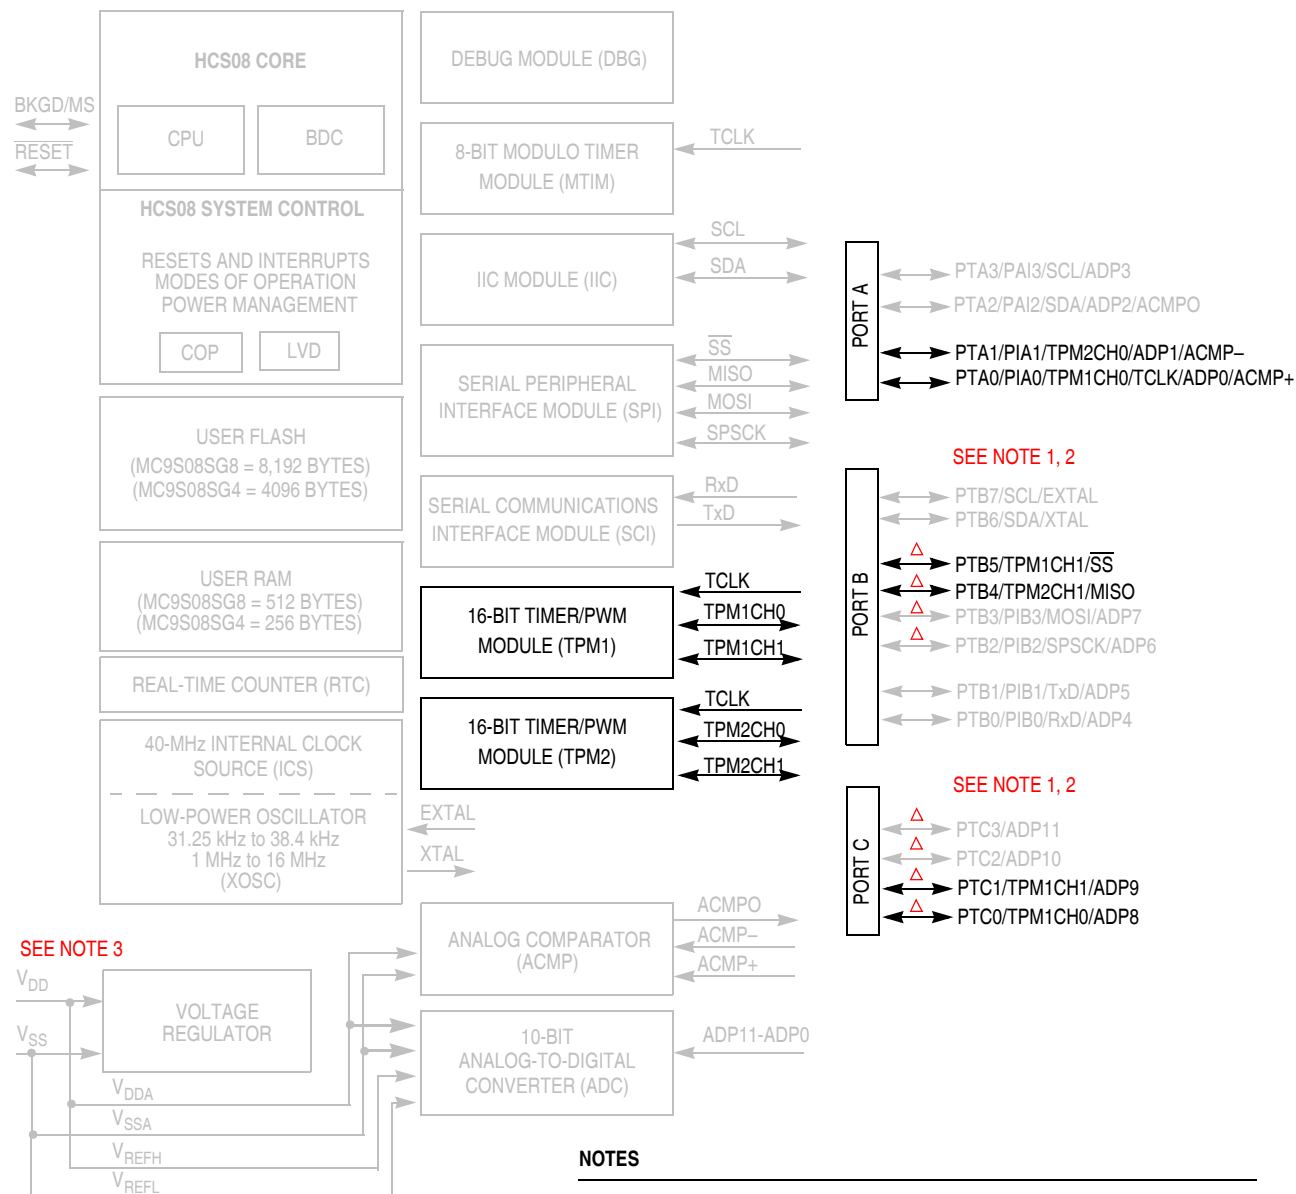 HCS08 CORE
CPU
BDC
BKGD/MS
RESET
HCS08 SYSTEM CONTROL
RESETS AND INTERRUPTS
MODES OF OPERATION
POWER MANAGEMENT
COP
LVD
USER FLASH
(MC9S08SG8 = 8,192 BYTES)
(MC9S08SG4 = 4096 BYTES)
USER RAM
(MC9S08SG8 = 512 BYTES)
(MC9S08SG4 = 256 BYTES)
REAL-TIME COUNTER (RTC)
40-MHz INTERNAL CLOCK
SOURCE (ICS)
LOW-POWER OSCILLATOR
31.25 kHz to 38.4 kHz
1 MHz to 16 MHz
(XOSC)
EXTAL
XTAL
SEE NOTE 3
VDD
VSS
VOLTAGE
REGULATOR
VDDA
VSSA
VREFH
VREFL
DEBUG MODULE (DBG)
8-BIT MODULO TIMER
MODULE (MTIM)
TCLK
IIC MODULE (IIC)
SCL
SDA
SERIAL PERIPHERAL
INTERFACE MODULE (SPI)
SS
MISO
MOSI
SPSCK
SERIAL COMMUNICATIONS
INTERFACE MODULE (SCI)
RxD
TxD
16-BIT TIMER/PWM
MODULE (TPM1)
TCLK
TPM1CH0
TPM1CH1
16-BIT TIMER/PWM
MODULE (TPM2)
TCLK
TPM2CH0
TPM2CH1
ANALOG COMPARATOR
(ACMP)
ACMPO
ACMP–
ACMP+
10-BIT
ANALOG-TO-DIGITAL
CONVERTER (ADC)
ADP11-ADP0
PORT A
PTA3/PAI3/SCL/ADP3
PTA2/PAI2/SDA/ADP2/ACMPO
PTA1/PIA1/TPM2CH0/ADP1/ACMP–
PTA0/PIA0/TPM1CH0/TCLK/ADP0/ACMP+
SEE NOTE 1, 2
PORT B
PTB7/SCL/EXTAL
PTB6/SDA/XTAL
PTB5/TPM1CH1/SS
PTB4/TPM2CH1/MISO
PTB3/PIB3/MOSI/ADP7
PTB2/PIB2/SPSCK/ADP6
PTB1/PIB1/TxD/ADP5
PTB0/PIB0/RxD/ADP4
SEE NOTE 1, 2
PORT C
PTC3/ADP11
PTC2/ADP10
PTC1/TPM1CH1/ADP9
PTC0/TPM1CH0/ADP8
NOTES